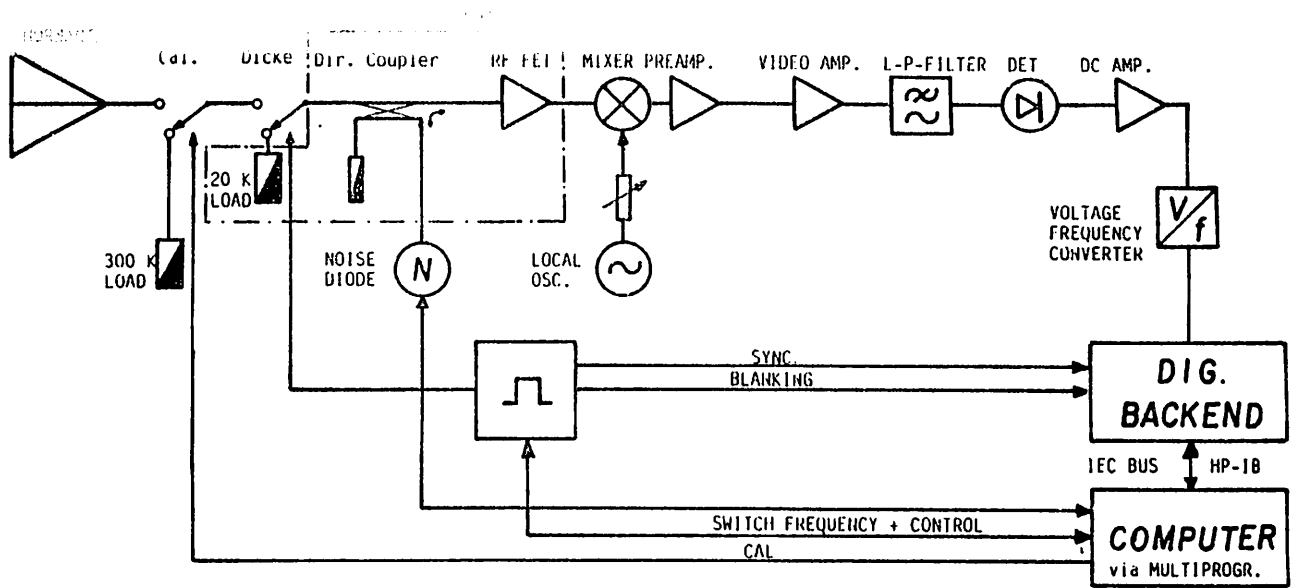 Cal.
Dicke
Dir. Coupler
RF FET
MIXER PREAMP.
VIDEO AMP.
L-P-FILTER
DET
DC AMP.
20 K
LOAD
300 K
LOAD
NOISE
DIODE
N
LOCAL
OSC.
VOLTAGE
FREQUENCY
CONVERTER
V/f
SYNC.
BLANKING
DIG.
BACKEND
IEC BUS
HP-IB
SWITCH FREQUENCY + CONTROL
CAL
COMPUTER
via MULTIPROGR.